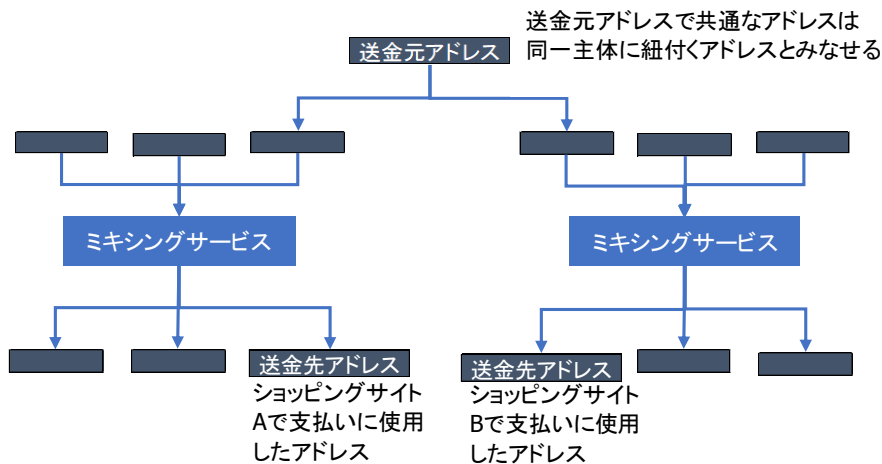 送金元アドレスで共通なアドレスは
同一主体に紐付くアドレスとみなせる
送金元アドレス
ミキシングサービス
ミキシングサービス
送金先アドレス
ショッピングサイト
Aで支払いに使用
したアドレス
送金先アドレス
ショッピングサイト
Bで支払いに使用
したアドレス